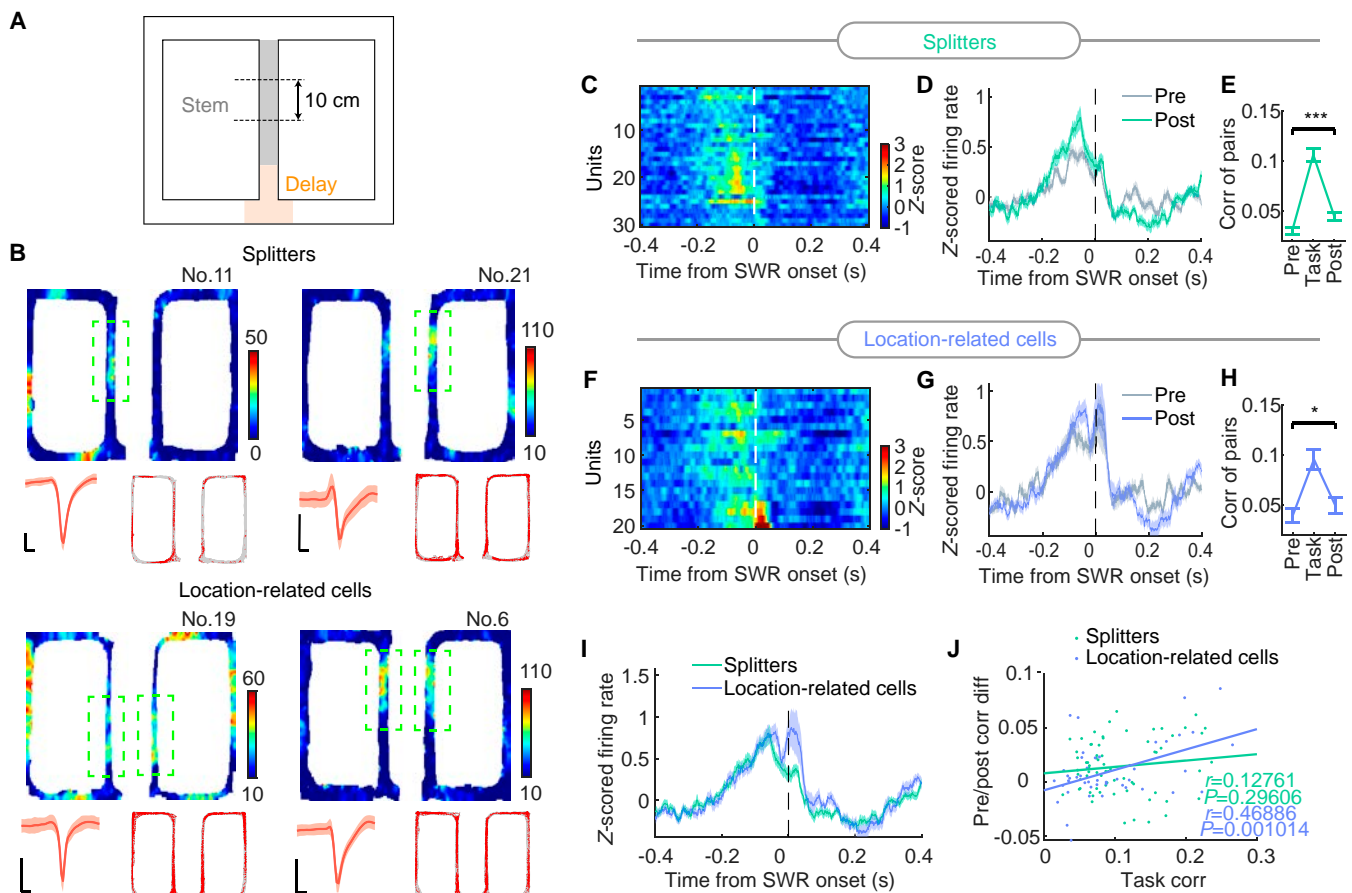 A
Stem
10 cm
Delay
B
Splitters
No.11
50
0
No.21
110
10
Location-related cells
No.19
60
10
No.6
110
10
Splitters
C
Units
10
20
30
-0.4 -0.2 0 0.2 0.4
Time from SWR onset (s)
3
2
1
0
-1
Z-score
D
Z-scored firing rate
1
0.5
0
Pre
Post
-0.4 -0.2 0 0.2 0.4
Time from SWR onset (s)
E
Corr of pairs
0.15
0.1
0.05
***
Pre
Task
Post
Location-related cells
F
Units
5
10
15
20
-0.4 -0.2 0 0.2 0.4
Time from SWR onset (s)
3
2
1
0
-1
Z-score
G
Z-scored firing rate
1
0.5
0
Pre
Post
-0.4 -0.2 0 0.2 0.4
Time from SWR onset (s)
H
Corr of pairs
0.15
0.1
0.05
*
Pre
Task
Post
I
Z-scored firing rate
1.5
1
0.5
0
Splitters
Location-related cells
-0.4 -0.2 0 0.2 0.4
Time from SWR onset (s)
J
Splitters
Location-related cells
Pre/post corr diff
0.1
0.05
0
-0.05
r=0.12761
P=0.29606
r=0.46886
P=0.001014
0 0.1 0.2 0.3
Task corr